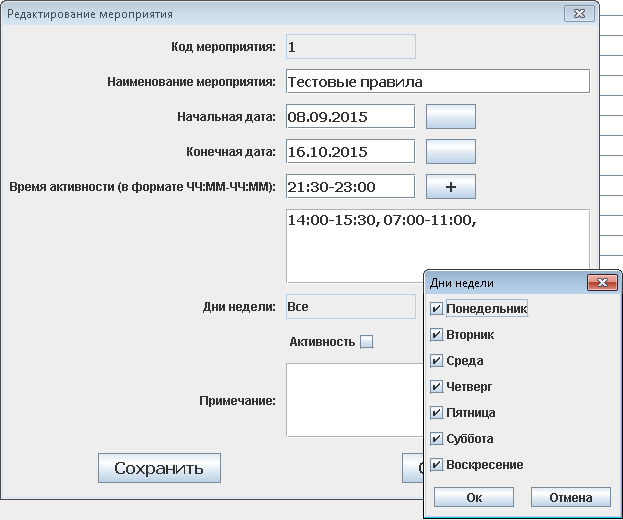 Редактирование мероприятия
Код мероприятия: 1
Наименование мероприятия: Тестовые правила
Начальная дата: 08.09.2015
Конечная дата: 16.10.2015
Время активности (в формате ЧЧ:ММ-ЧЧ:ММ): 21:30-23:00 +
14:00-15:30, 07:00-11:00,
Дни недели: Все
Активность
Примечание:
Сохранить
Дни недели
Понедельник
Вторник
Среда
Четверг
Пятница
Суббота
Воскресение
Ок Отмена